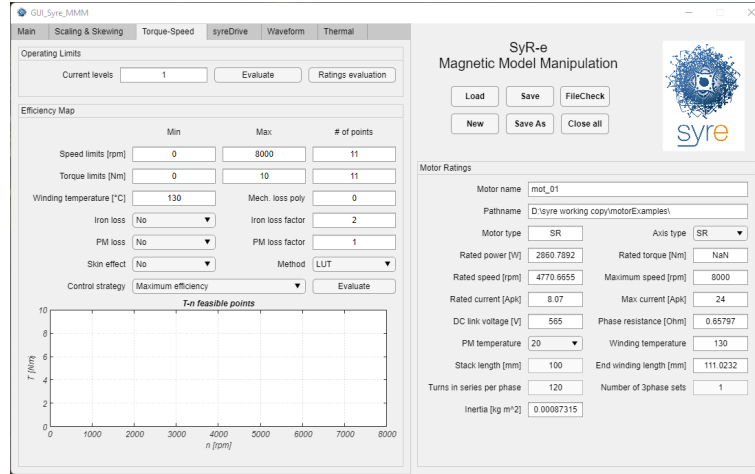 GUI_Syre_MMM
Main Scaling & Skewing Torque-Speed syreDrive Waveform Thermal
Operating Limits
Current levels 1 Evaluate Ratings evaluation
Efficiency Map
Min Max # of points
Speed limits [rpm] 0 8000 11
Torque limits [Nm] 0 10 11
Winding temperature [°C] 130 Mech. loss poly 0
Iron loss No Iron loss factor 2
PM loss No PM loss factor 1
Skin effect No Method LUT
Control strategy Maximum efficiency Evaluate
T-n feasible points
10
8
6
4
2
0
T [Nm]
0 1000 2000 3000 4000 5000 6000 7000 8000
n [rpm]
SyR-e
Magnetic Model Manipulation
Load Save FileCheck
New Save As Close all
syre
Motor Ratings
Motor name mot_01
Pathname D:\syre working copy\motorExamples\
Motor type SR Axis type SR
Rated power [W] 2860.7892 Rated torque [Nm] NaN
Rated speed [rpm] 4770.6655 Maximum speed [rpm] 8000
Rated current [Apk] 8.07 Max current [Apk] 24
DC link voltage [V] 565 Phase resistance [Ohm] 0.65797
PM temperature 20 Winding temperature 130
Stack length [mm] 100 End winding length [mm] 111.0232
Turns in series per phase 120 Number of 3phase sets 1
Inertia [kg m^2] 0.00087315